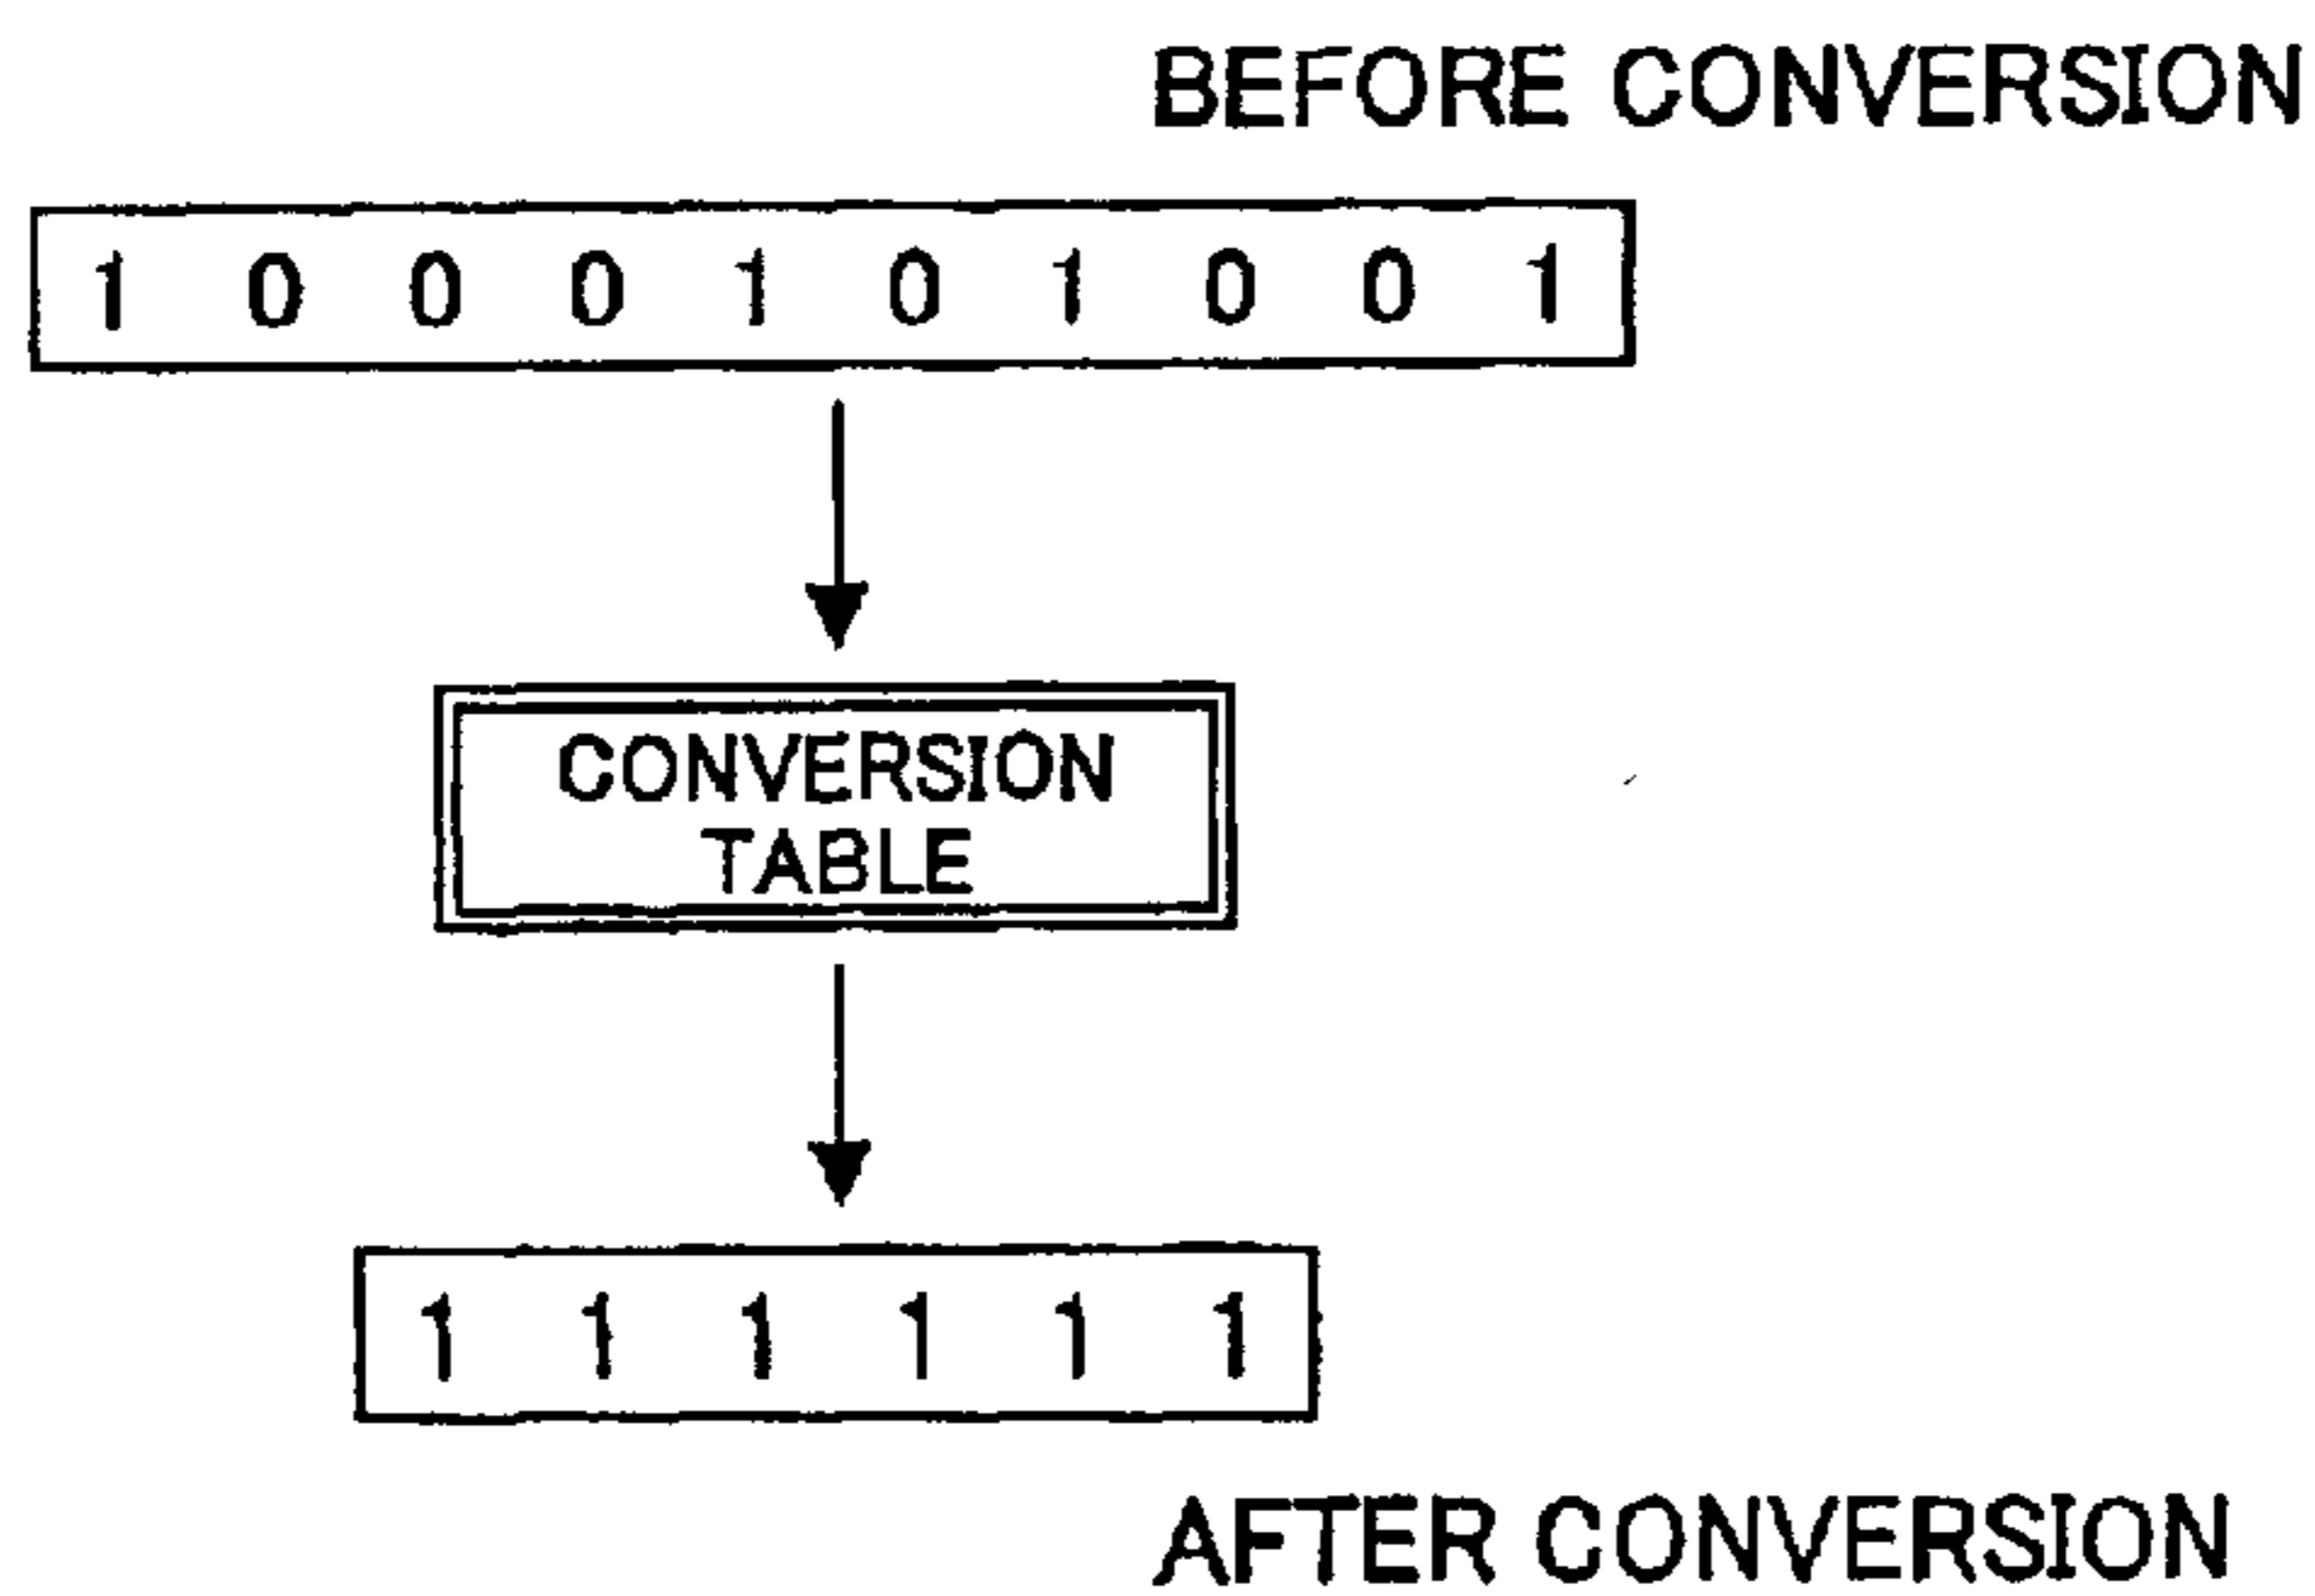 BEFORE CONVERSION
1 0 0 0 1 0 1 0 0 1
CONVERSION
TABLE
1 1 1 1 1 1
AFTER CONVERSION